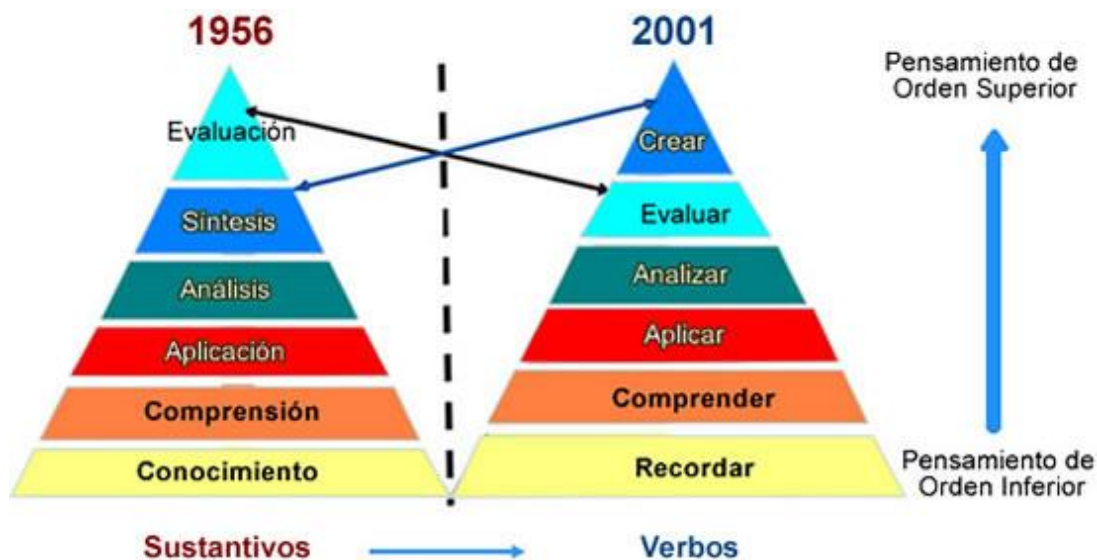 1956
2001
Evaluación
Síntesis
Análisis
Aplicación
Comprensión
Conocimiento
Crear
Evaluar
Analizar
Aplicar
Comprender
Recordar
Pensamiento de
Orden Superior
Pensamiento de
Orden Inferior
Sustantivos
Verbos